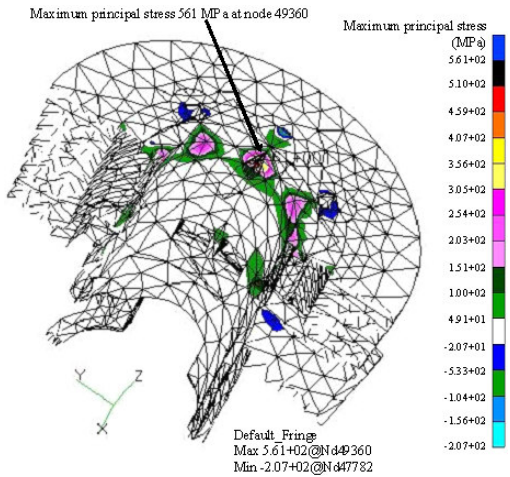 Maximum principal stress 561 MPa at node 49360
Maximum principal stress
(MPa)
5.61+02
5.10+02
4.59+02
4.07+02
3.56+02
3.05+02
2.54+02
2.03+02
1.51+02
1.00+02
4.91+01
-2.07+01
-5.33+02
-1.04+02
-1.56+02
-2.07+02
Y
Z
X
Default_Fringe
Max 5.61+02@Nd49360
Min -2.07+02@Nd47782